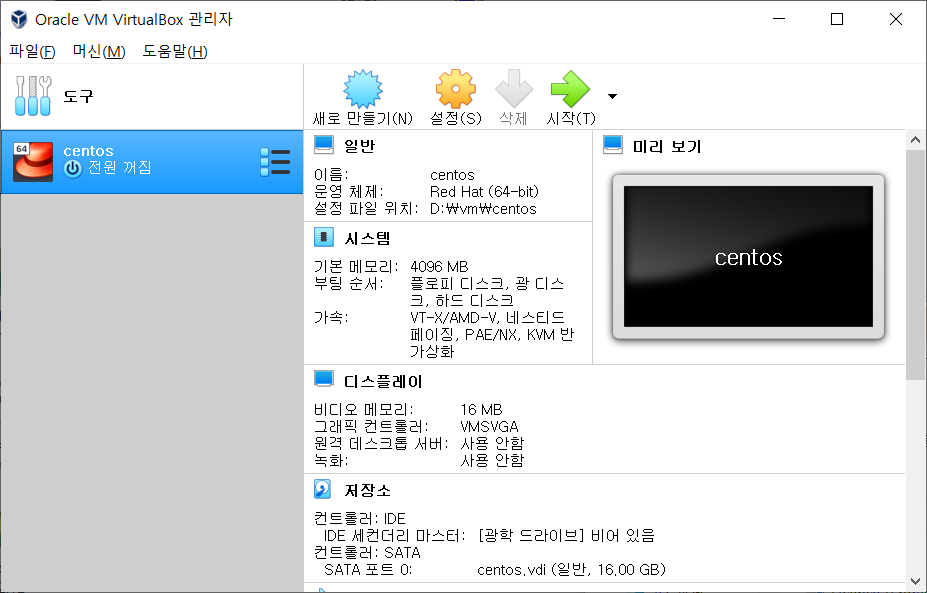 Oracle VM VirtualBox 관리자
파일(F) 머신(M) 도움말(H)
도구
새로 만들기(N) 설정(S) 삭제 시작(T)
64
centos
전원 꺼짐
일반
이름: centos
운영 체제: Red Hat (64-bit)
설정 파일 위치: D:₩vm₩centos
시스템
기본 메모리: 4096 MB
부팅 순서: 플로피 디스크, 광 디스
크, 하드 디스크
가속: VT-X/AMD-V, 네스티드
페이징, PAE/NX, KVM 반
가상화
미리 보기
centos
디스플레이
비디오 메모리: 16 MB
그래픽 컨트롤러: VMSVGA
원격 데스크톱 서버: 사용 안함
녹화: 사용 안함
저장소
컨트롤러: IDE
IDE 세컨더리 마스터: [광학 드라이브] 비어 있음
컨트롤러: SATA
SATA 포트 0: centos.vdi (일반, 16.00 GB)